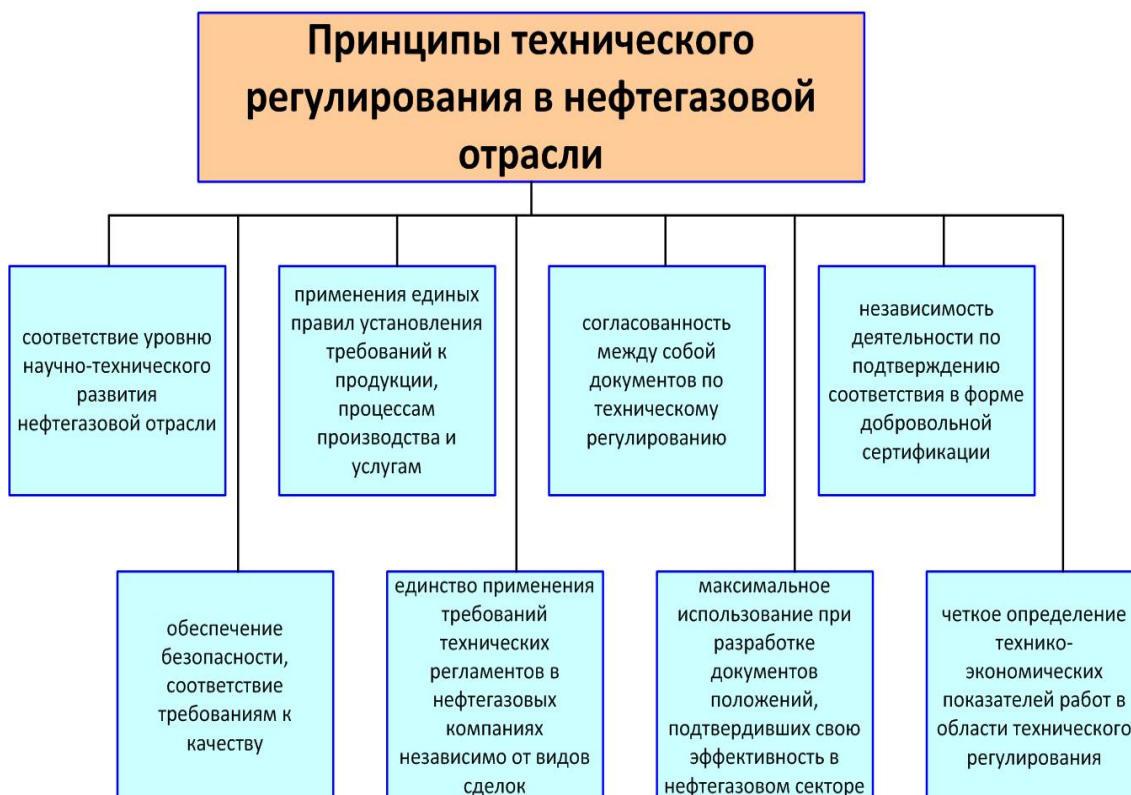 Принципы технического
регулирования в нефтегазовой
отрасли
соответствие уровню
научно-технического
развития
нефтегазовой отрасли
применения единых
правил установления
требований к
продукции,
процессам
производства и
услугам
согласованность
между собой
документов по
техническому
регулированию
независимость
деятельности по
подтверждению
соответствия в форме
добровольной
сертификации
обеспечение
безопасности,
соответствие
требованиям к
качеству
единство применения
требований
технических
регламентов в
нефтегазовых
компаниях
независимо от видов
сделок
максимальное
использование при
разработке
документов
положений,
подтвердивших свою
эффективность в
нефтегазовом секторе
четкое определение
технико-
экономических
показателей работ в
области технического
регулирования